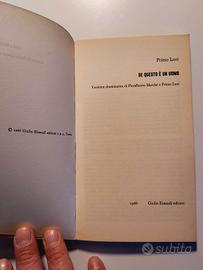 © 1966 Giulio Einaudi editore s. p. a., Torino
Primo Levi
SE QUESTO È UN UOMO
Versione drammatica di Pieralberto Marché e Primo Levi
1966
Giulio Einaudi editore
subito